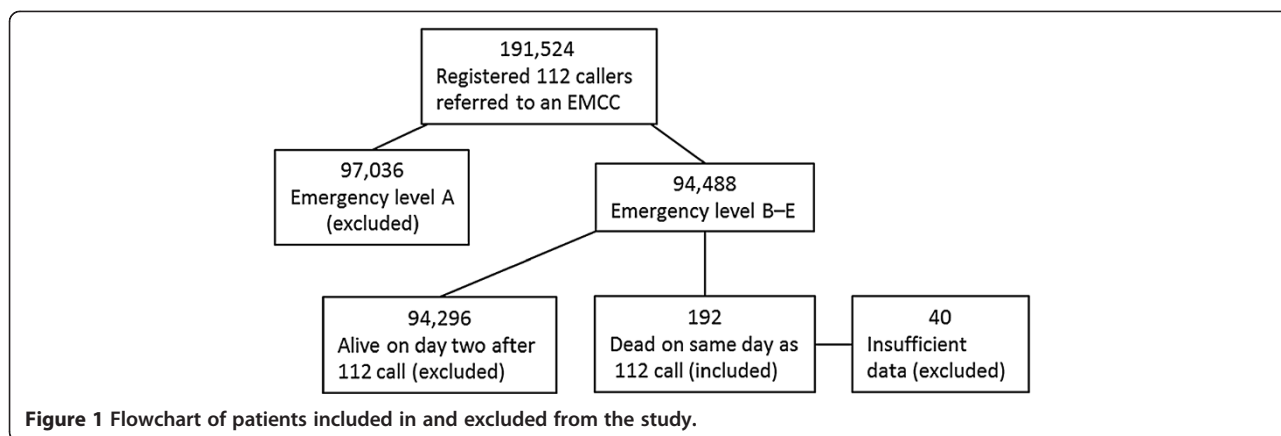 191,524
Registered 112 callers
referred to an EMCC
97,036
Emergency level A
(excluded)
94,488
Emergency level B–E
94,296
Alive on day two after
112 call (excluded)
192
Dead on same day as
112 call (included)
40
Insufficient
data (excluded)
Figure 1 Flowchart of patients included in and excluded from the study.